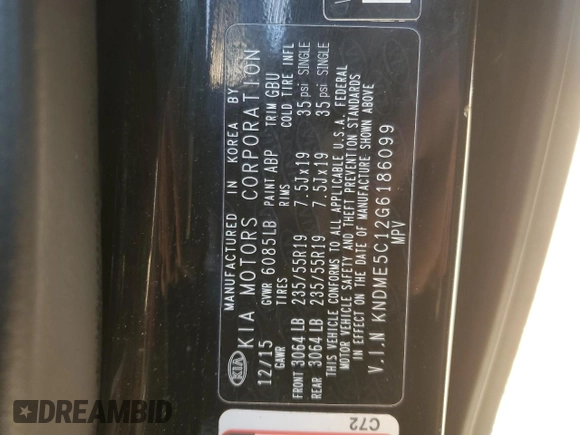 MANUFACTURED IN KOREA BY
KIA KIA MOTORS CORPORATION
12/15 GVWR 6085LB PAINT ABP TRIM GBU
GAWR TIRES RIMS COLD TIRE INFL
FRONT 3064 LB 235/55R19 7.5Jx19 35 psi SINGLE
REAR 3064 LB 235/55R19 7.5Jx19 35 psi SINGLE
THIS VEHICLE CONFORMS TO ALL APPLICABLE U.S.A. FEDERAL
MOTOR VEHICLE SAFETY AND THEFT PREVENTION STANDARDS
IN EFFECT ON THE DATE OF MANUFACTURE SHOWN ABOVE
V.I.N KNDME5C12G6186099
MPV
C72
DREAMBID